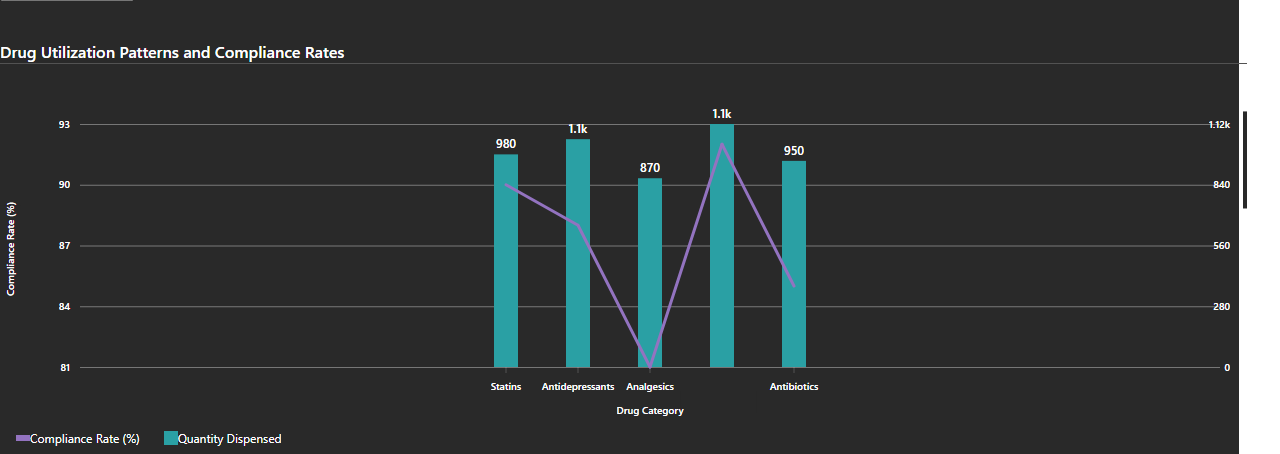 Drug Utilization Patterns and Compliance Rates
1.1k
93 1.1k 1.12k
980 950
870
90 840
Compliance Rate (%)
87 560
84 280
81 0
Statins Antidepressants Analgesics Antibiotics
Drug Category
Compliance Rate (%) Quantity Dispensed